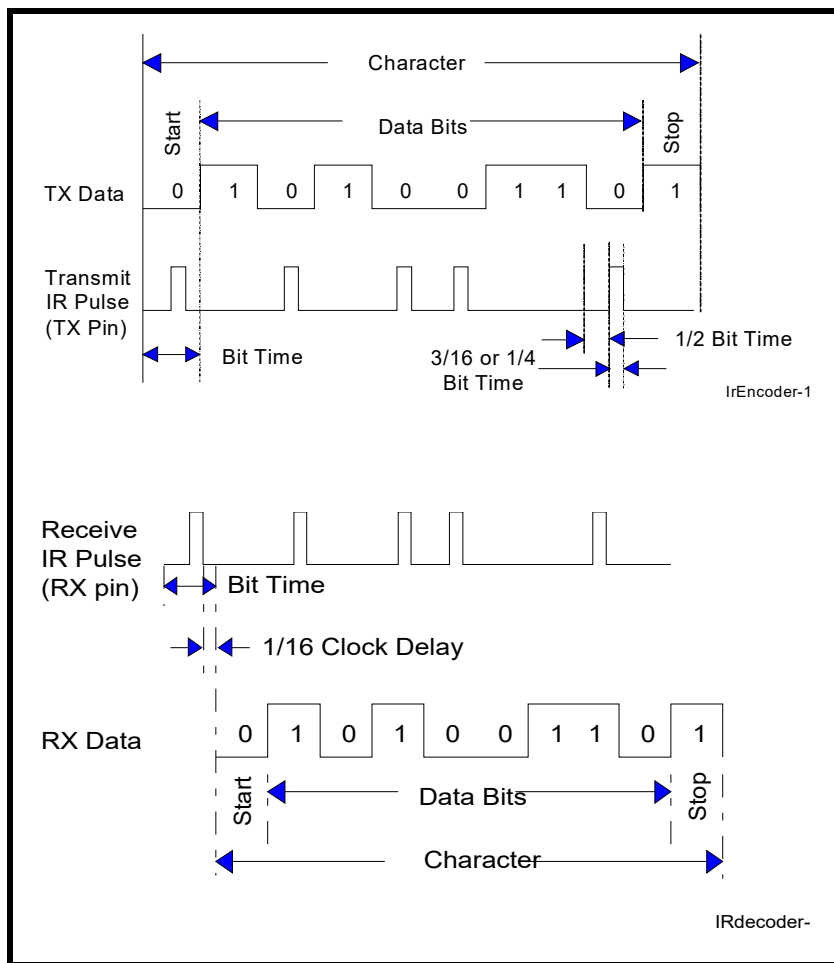 Character
Start
Data Bits
Stop
TX Data
0 1 0 1 0 0 1 1 0 1
Transmit
IR Pulse
(TX Pin)
Bit Time
1/2 Bit Time
3/16 or 1/4
Bit Time
IrEncoder-1
Receive
IR Pulse
(RX pin)
Bit Time
1/16 Clock Delay
RX Data
0 1 0 1 0 0 1 1 0 1
Start
Data Bits
Stop
Character
IRdecoder-